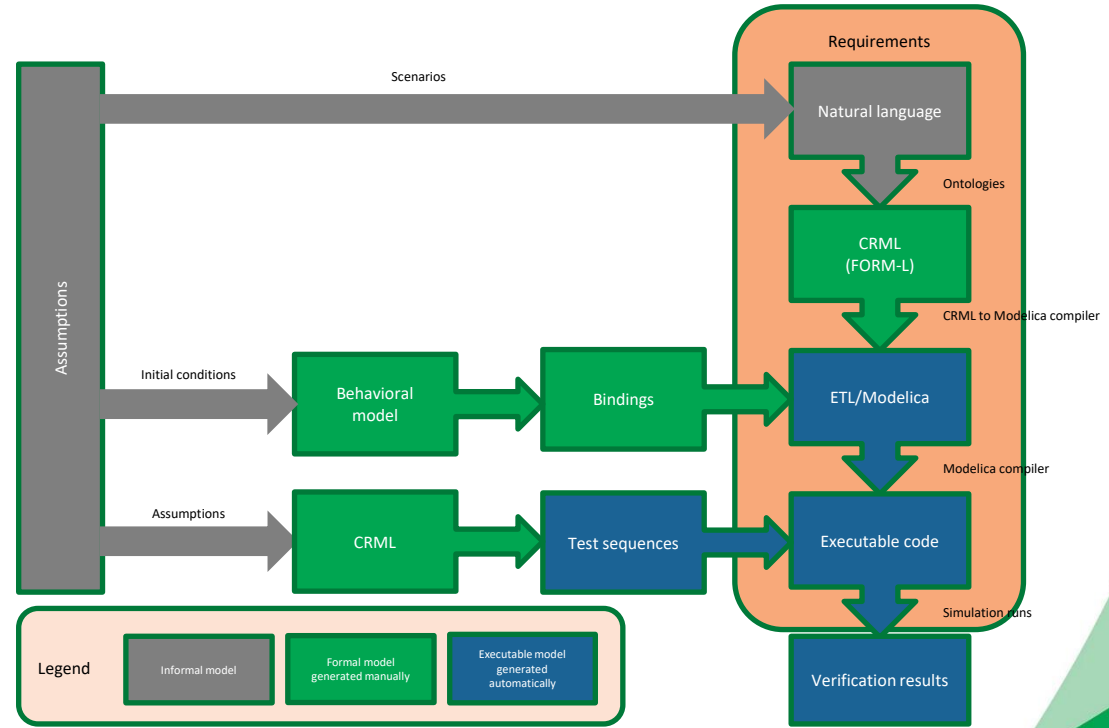 Requirements
Scenarios
Natural language
Ontologies
CRML
(FORM-L)
CRML to Modelica compiler
Assumptions
Initial conditions
Behavioral
model
Bindings
ETL/Modelica
Modelica compiler
Assumptions
CRML
Test sequences
Executable code
Simulation runs
Legend
Informal model
Formal model
generated manually
Executable model
generated
automatically
Verification results